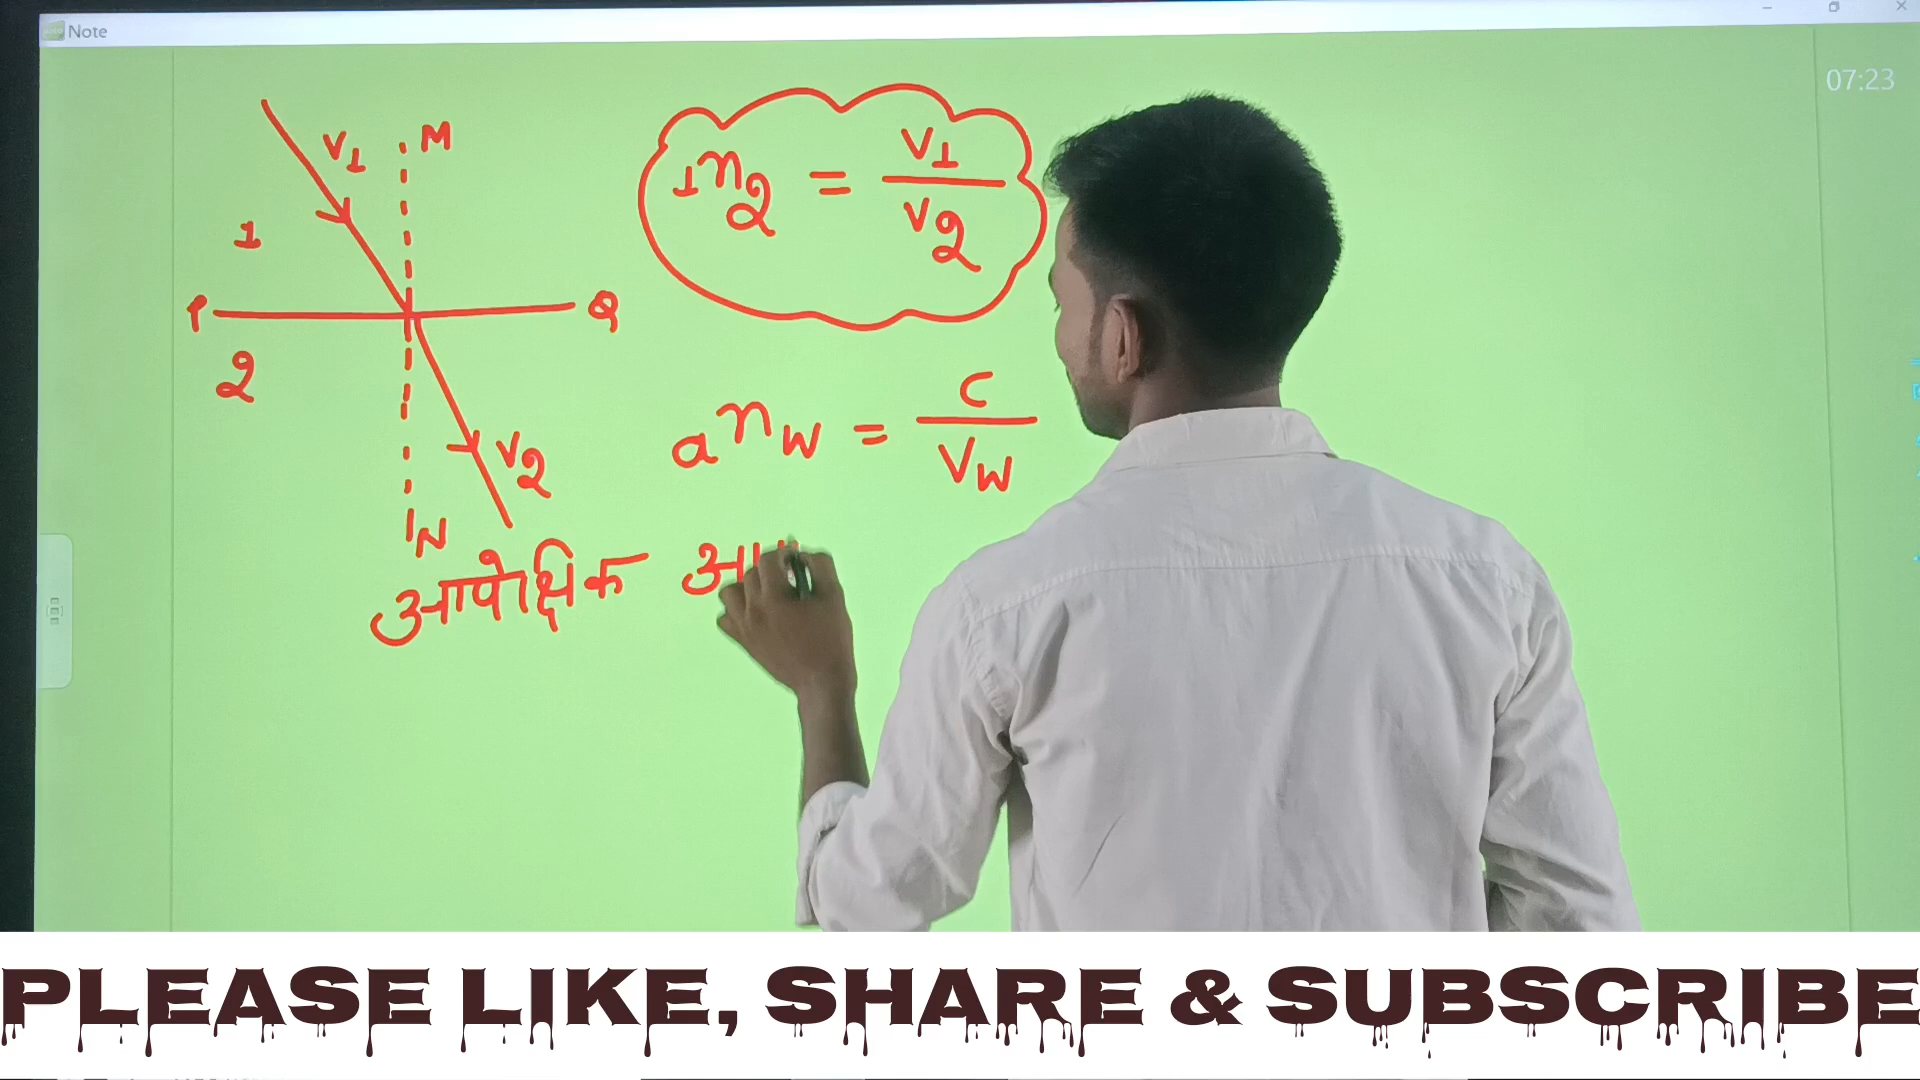 Note
07:23
V1
M
1
P
Q
2
V2
N
1n2 = V1/V2
anw = C/Vw
आपेक्षिक
PLEASE LIKE, SHARE & SUBSCRIBE